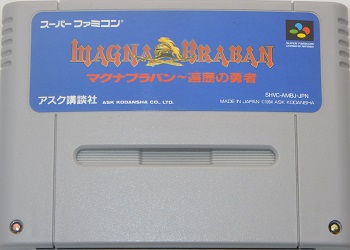 スーパーファミコン
MAGNA BRABAN
マグナブラバン～遍歴の勇者
SHVC-AMBJ-JPN
アスク講談社
ASK KODANSHA CO., LTD.
MADE IN JAPAN ©1994 ASK KODANSHA